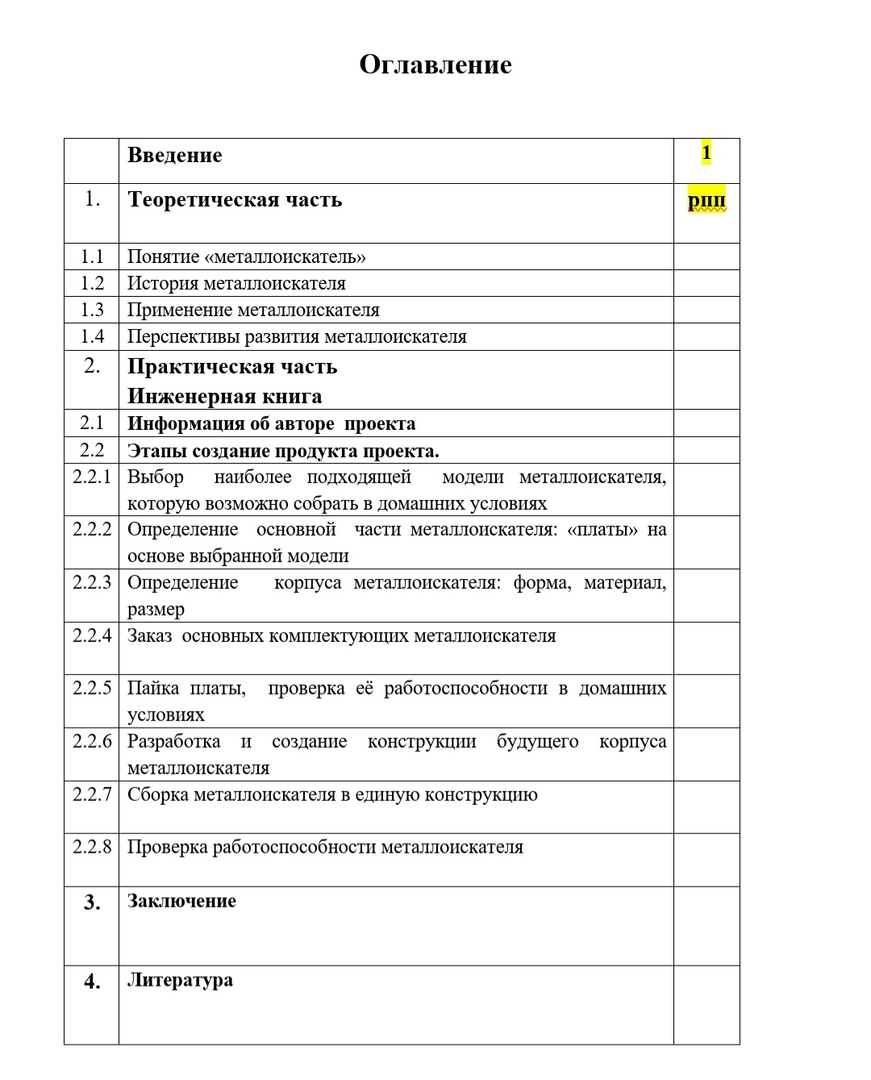 Оглавление
Введение 1
1. Теоретическая часть рпп
1.1 Понятие «металлоискатель»
1.2 История металлоискателя
1.3 Применение металлоискателя
1.4 Перспективы развития металлоискателя
2. Практическая часть
Инженерная книга
2.1 Информация об авторе проекта
2.2 Этапы создание продукта проекта.
2.2.1 Выбор наиболее подходящей модели металлоискателя,
которую возможно собрать в домашних условиях
2.2.2 Определение основной части металлоискателя: «платы» на
основе выбранной модели
2.2.3 Определение корпуса металлоискателя: форма, материал,
размер
2.2.4 Заказ основных комплектующих металлоискателя
2.2.5 Пайка платы, проверка её работоспособности в домашних
условиях
2.2.6 Разработка и создание конструкции будущего корпуса
металлоискателя
2.2.7 Сборка металлоискателя в единую конструкцию
2.2.8 Проверка работоспособности металлоискателя
3. Заключение
4. Литература